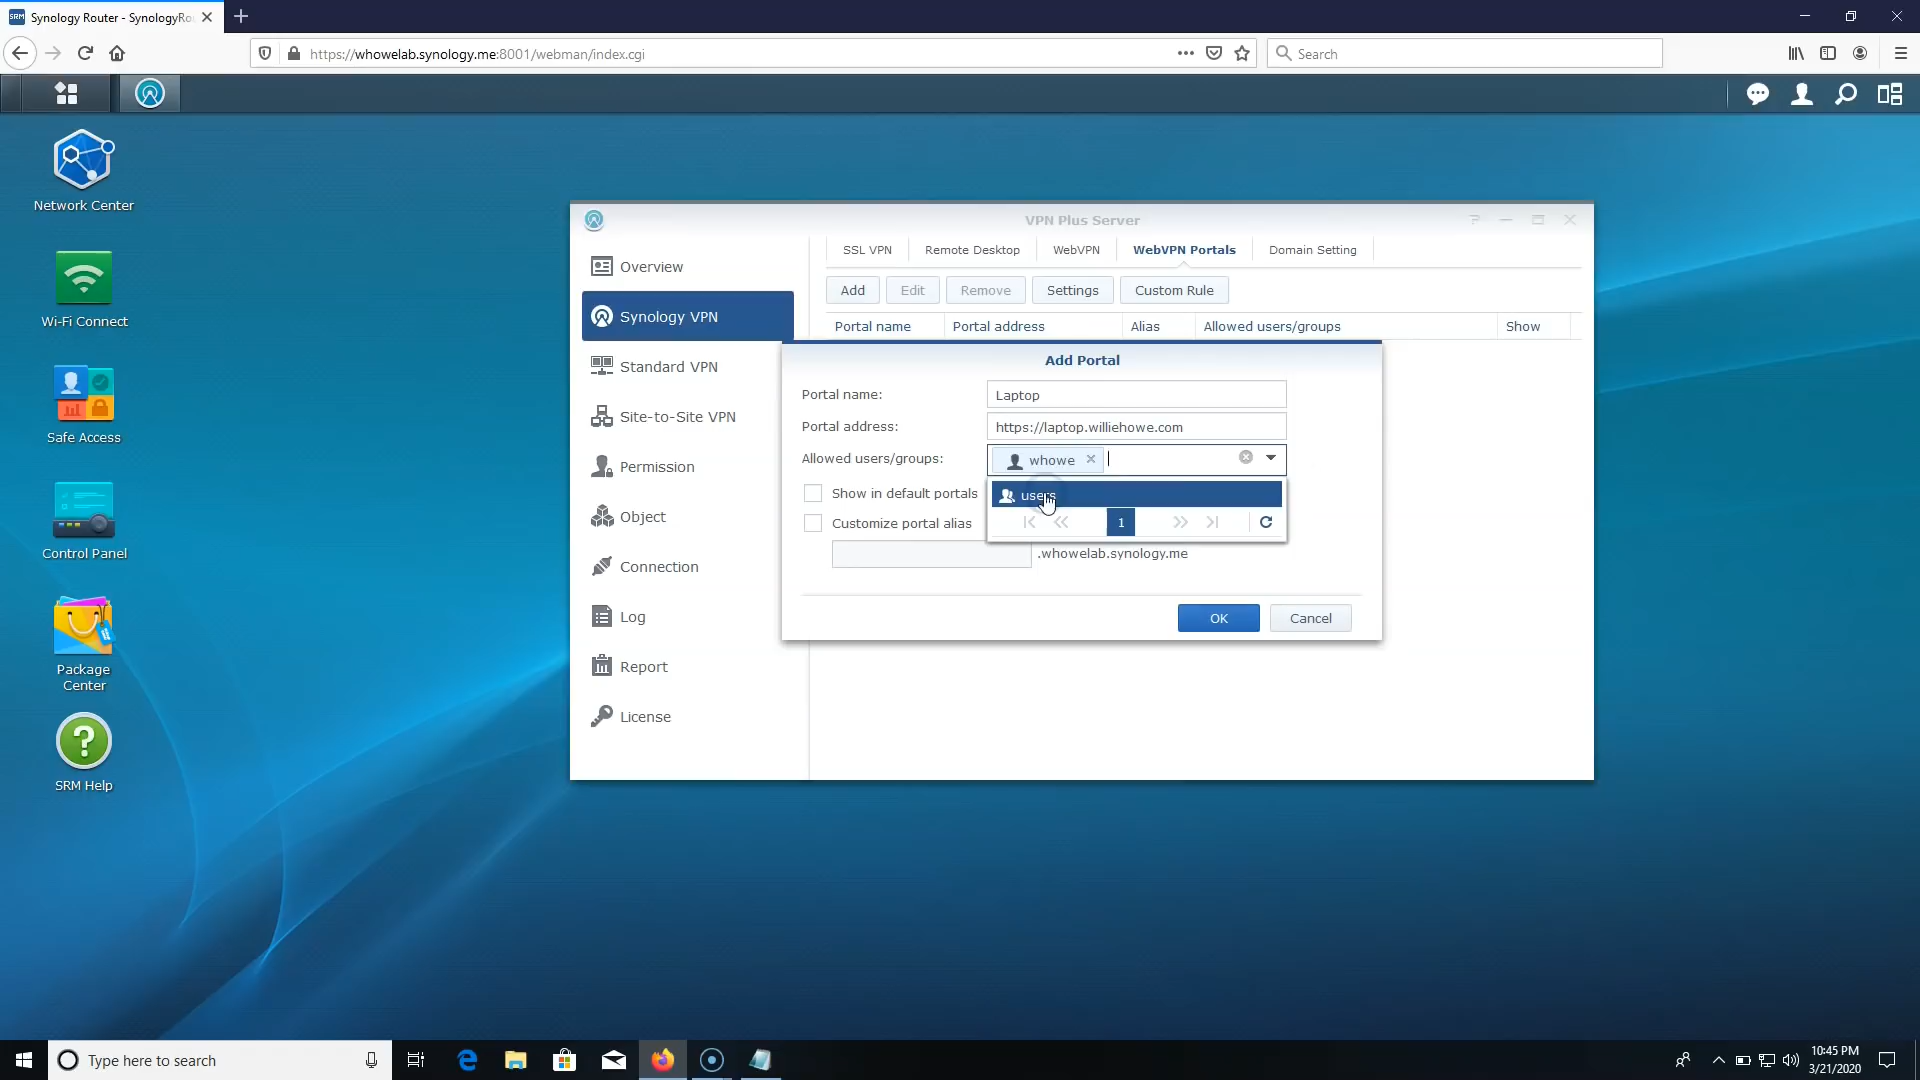 SRM Synology Router - SynologyRo
https://whowelab.synology.me:8001/webman/index.cgi
Search
Network Center
Wi-Fi Connect
Safe Access
Control Panel
Package
Center
SRM Help
VPN Plus Server
Overview
Synology VPN
Standard VPN
Site-to-Site VPN
Permission
Object
Connection
Log
Report
License
SSL VPN Remote Desktop WebVPN WebVPN Portals Domain Setting
Add Edit Remove Settings Custom Rule
Portal name Portal address Alias Allowed users/groups Show
Add Portal
Portal name: Laptop
Portal address: https://laptop.williehowe.com
Allowed users/groups: whowe
users
1
Show in default portals
Customize portal alias
.whowelab.synology.me
OK Cancel
Type here to search
10:45 PM
3/21/2020